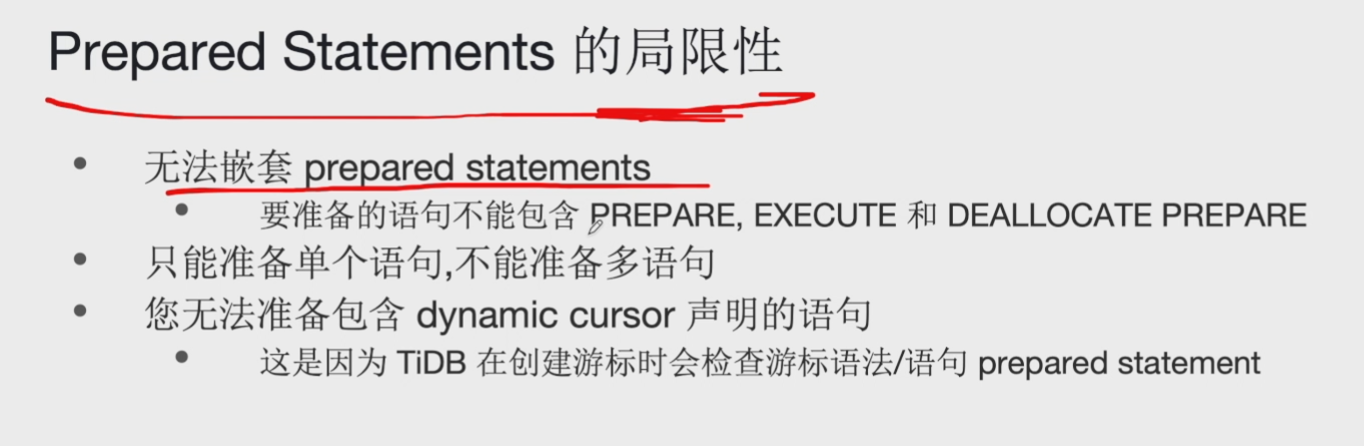 Prepared Statements 的局限性
• 无法嵌套 prepared statements
• 要准备的语句不能包含 PREPARE, EXECUTE 和 DEALLOCATE PREPARE
• 只能准备单个语句,不能准备多语句
• 您无法准备包含 dynamic cursor 声明的语句
• 这是因为 TiDB 在创建游标时会检查游标语法/语句 prepared statement